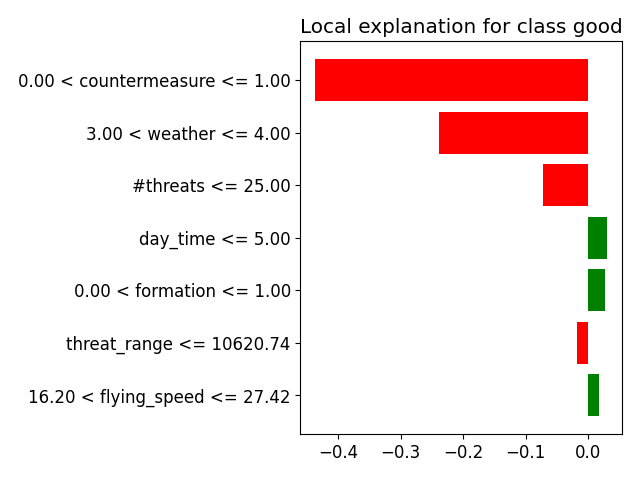 Local explanation for class good
0.00 < countermeasure <= 1.00
3.00 < weather <= 4.00
#threats <= 25.00
day_time <= 5.00
0.00 < formation <= 1.00
threat_range <= 10620.74
16.20 < flying_speed <= 27.42
−0.4 −0.3 −0.2 −0.1 0.0